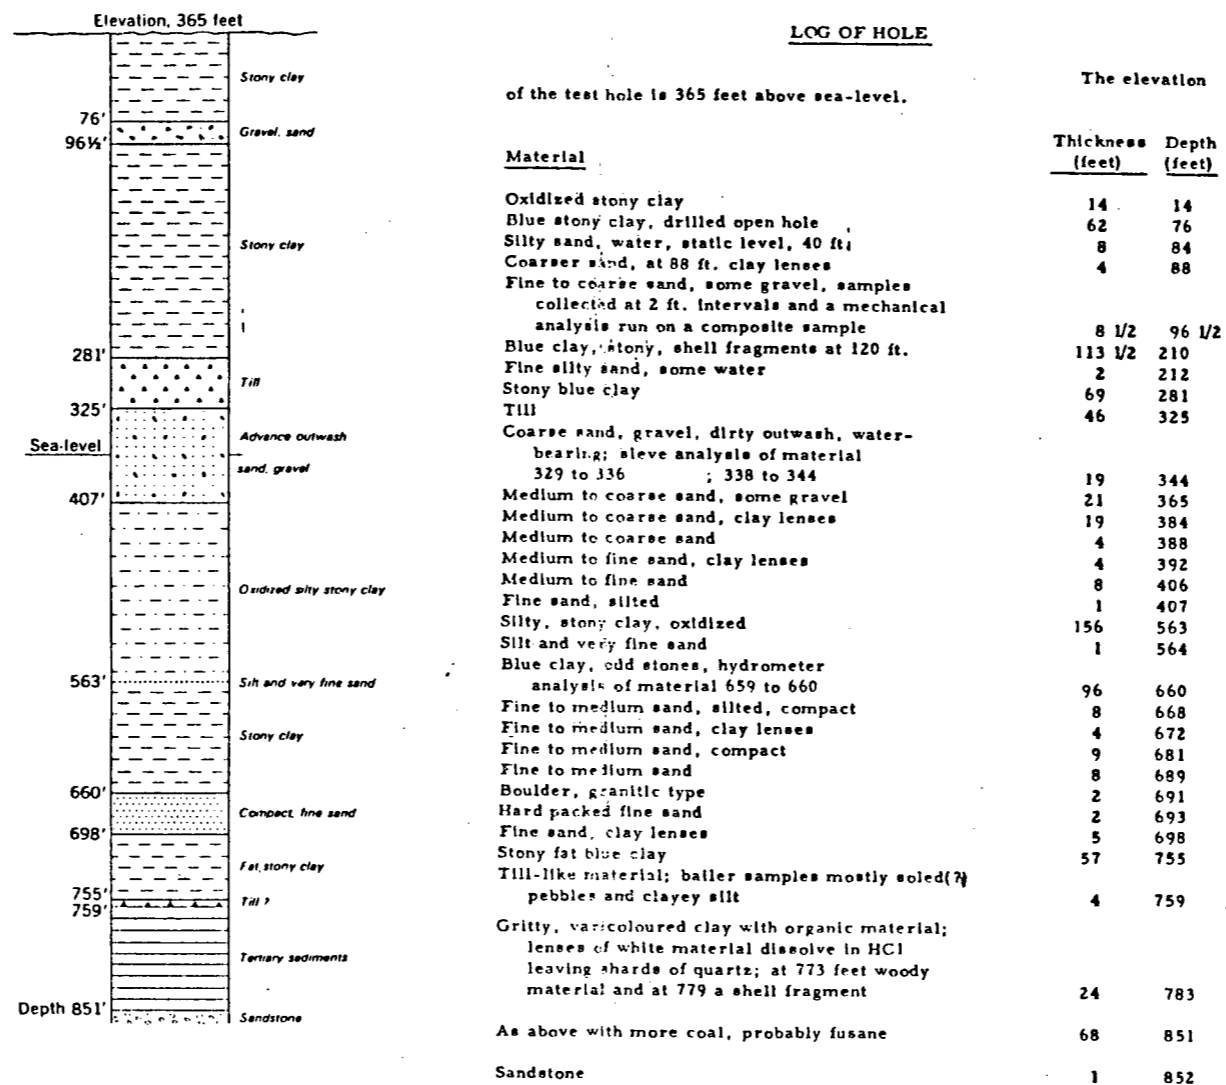 Elevation, 365 feet
Stony clay
76'
Gravel, sand
96½'
Stony clay
281'
Till
325'
Advance outwash
Sea-level
sand, gravel
407'
Oxidized silty stony clay
563'
Silt and very fine sand
Stony clay
660'
Compact, fine sand
698'
Fat, stony clay
755'
Till ?
759'
Tertiary sediments
Depth 851'
Sandstone
LOG OF HOLE
The elevation
of the test hole is 365 feet above sea-level.
Thickness Depth
Material (feet) (feet)
Oxidized stony clay 14 14
Blue stony clay, drilled open hole 62 76
Silty sand, water, static level, 40 ft. 8 84
Coarser sand, at 88 ft. clay lenses 4 88
Fine to coarse sand, some gravel, samples
collected at 2 ft. intervals and a mechanical
analysis run on a composite sample 8 1/2 96 1/2
Blue clay, stony, shell fragments at 120 ft. 113 1/2 210
Fine silty sand, some water 2 212
Stony blue clay 69 281
Till 46 325
Coarse sand, gravel, dirty outwash, water-
bearing; sieve analysis of material
329 to 336 ; 338 to 344 19 344
Medium to coarse sand, some gravel 21 365
Medium to coarse sand, clay lenses 19 384
Medium to coarse sand 4 388
Medium to fine sand, clay lenses 4 392
Medium to fine sand 8 406
Fine sand, silted 1 407
Silty, stony clay, oxidized 156 563
Silt and very fine sand 1 564
Blue clay, odd stones, hydrometer
analysis of material 659 to 660 96 660
Fine to medium sand, silted, compact 8 668
Fine to medium sand, clay lenses 4 672
Fine to medium sand, compact 9 681
Fine to medium sand 8 689
Boulder, granitic type 2 691
Hard packed fine sand 2 693
Fine sand, clay lenses 5 698
Stony fat blue clay 57 755
Till-like material; bailer samples mostly soled(?)
pebbles and clayey silt 4 759
Gritty, varicoloured clay with organic material;
lenses of white material dissolve in HCl
leaving shards of quartz; at 773 feet woody
material and at 779 a shell fragment 24 783
As above with more coal, probably fusane 68 851
Sandstone 1 852